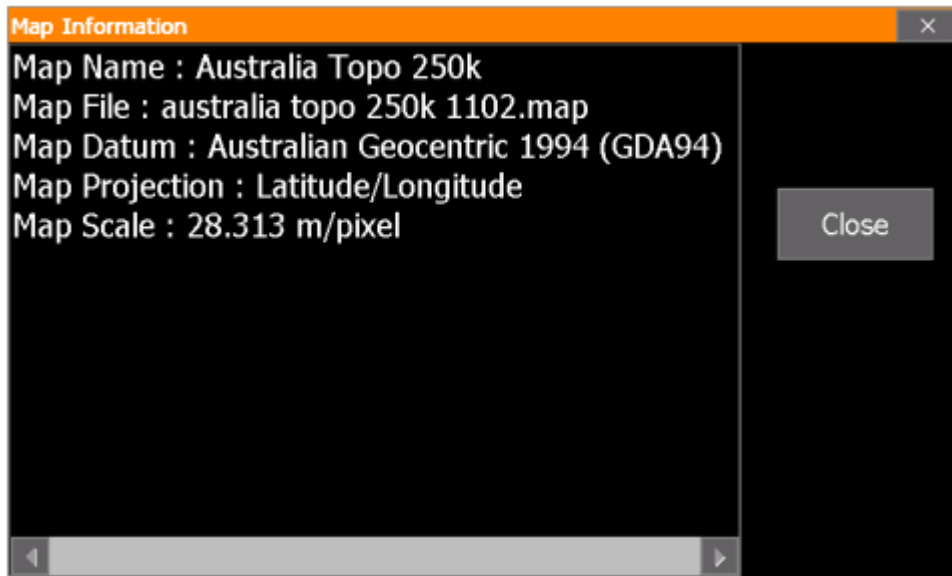 Map Information
Map Name : Australia Topo 250k
Map File : australia topo 250k 1102.map
Map Datum : Australian Geocentric 1994 (GDA94)
Map Projection : Latitude/Longitude
Map Scale : 28.313 m/pixel
Close